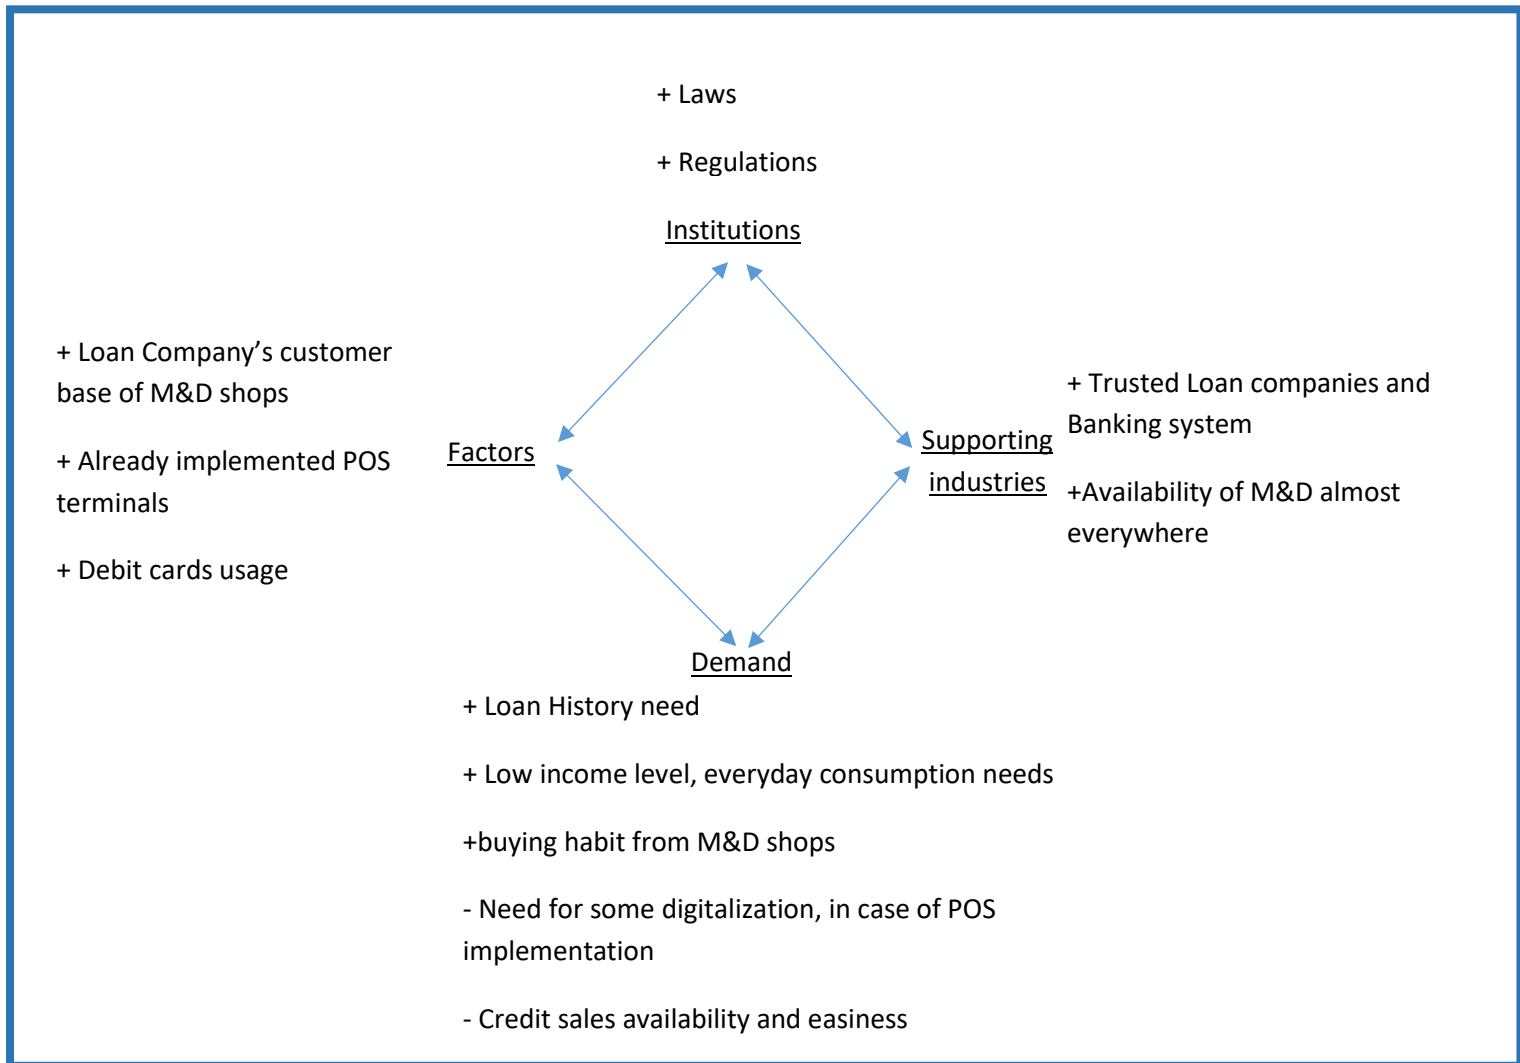 + Laws
+ Regulations
Institutions
+ Loan Company’s customer
base of M&D shops
+ Already implemented POS
terminals
+ Debit cards usage
Factors
Supporting
industries
+ Trusted Loan companies and
Banking system
+Availability of M&D almost
everywhere
Demand
+ Loan History need
+ Low income level, everyday consumption needs
+buying habit from M&D shops
- Need for some digitalization, in case of POS
implementation
- Credit sales availability and easiness